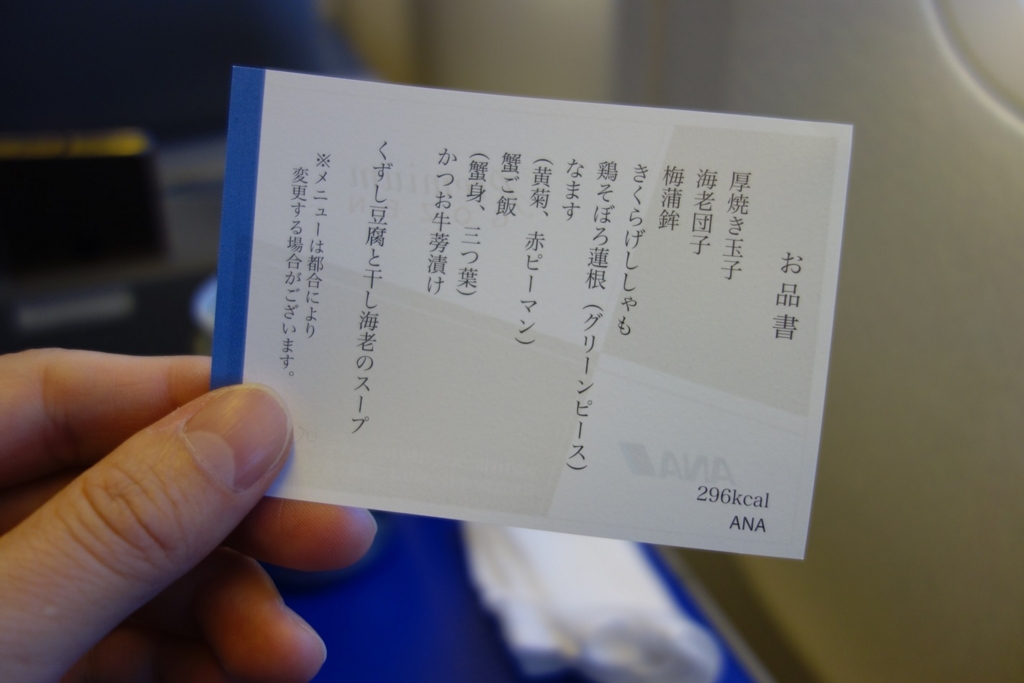 お品書
厚焼き玉子
海老団子
梅蒲鉾
きくらげししゃも
鶏そぼろ蓮根（グリーンピース）
なます
（黄菊、赤ピーマン）
蟹ご飯
（蟹身、三つ葉）
かつお牛蒡漬け
くずし豆腐と干し海老のスープ
※メニューは都合により
変更する場合がございます。
296kcal
ANA
ANA